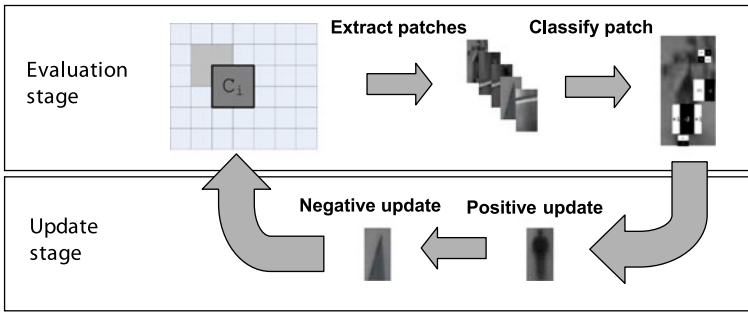 Extract patches
Classify patch
Evaluation
stage
Ci
Negative update
Positive update
Update
stage